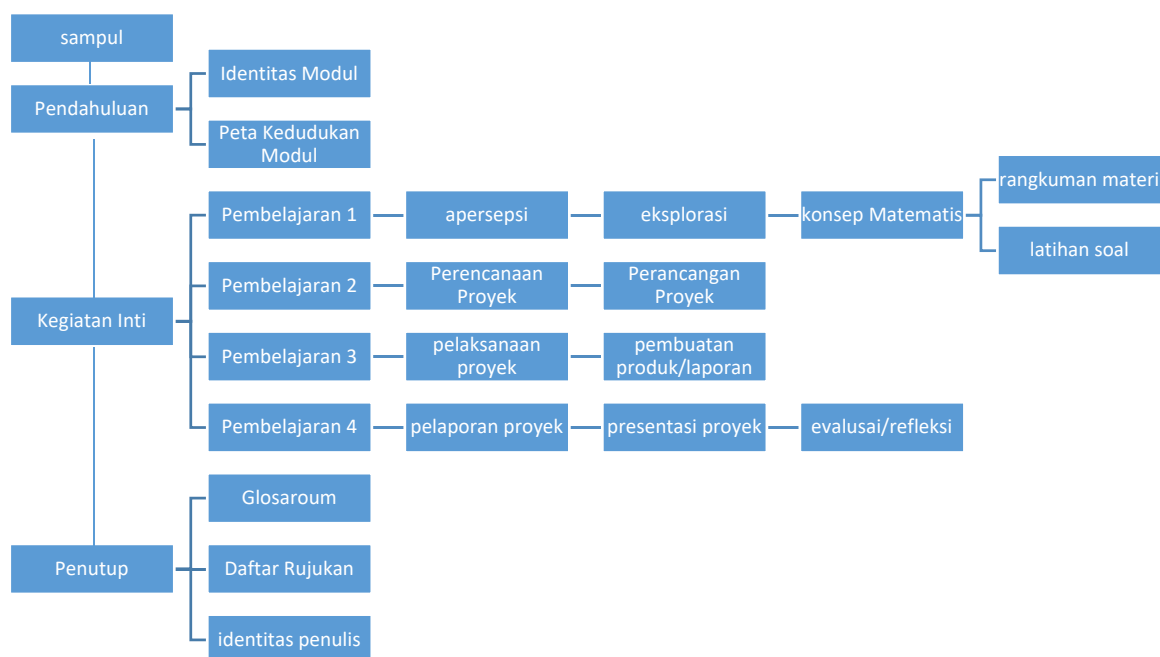 sampul
Pendahuluan
Identitas Modul
Peta Kedudukan
Modul
Kegiatan Inti
Pembelajaran 1
apersepsi
eksplorasi
konsep Matematis
rangkuman materi
latihan soal
Pembelajaran 2
Perencanaan
Proyek
Perancangan
Proyek
Pembelajaran 3
pelaksanaan
proyek
pembuatan
produk/laporan
Pembelajaran 4
pelaporan proyek
presentasi proyek
evalusai/refleksi
Penutup
Glosaroum
Daftar Rujukan
identitas penulis